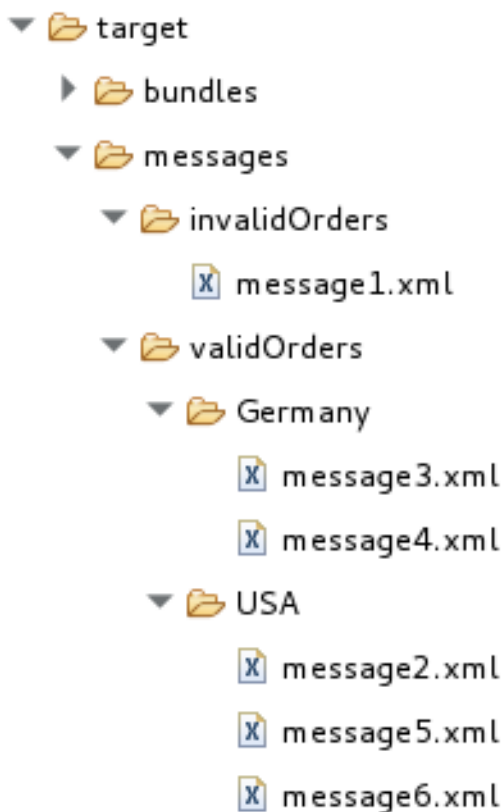 target
bundles
messages
invalidOrders
message1.xml
validOrders
Germany
message3.xml
message4.xml
USA
message2.xml
message5.xml
message6.xml